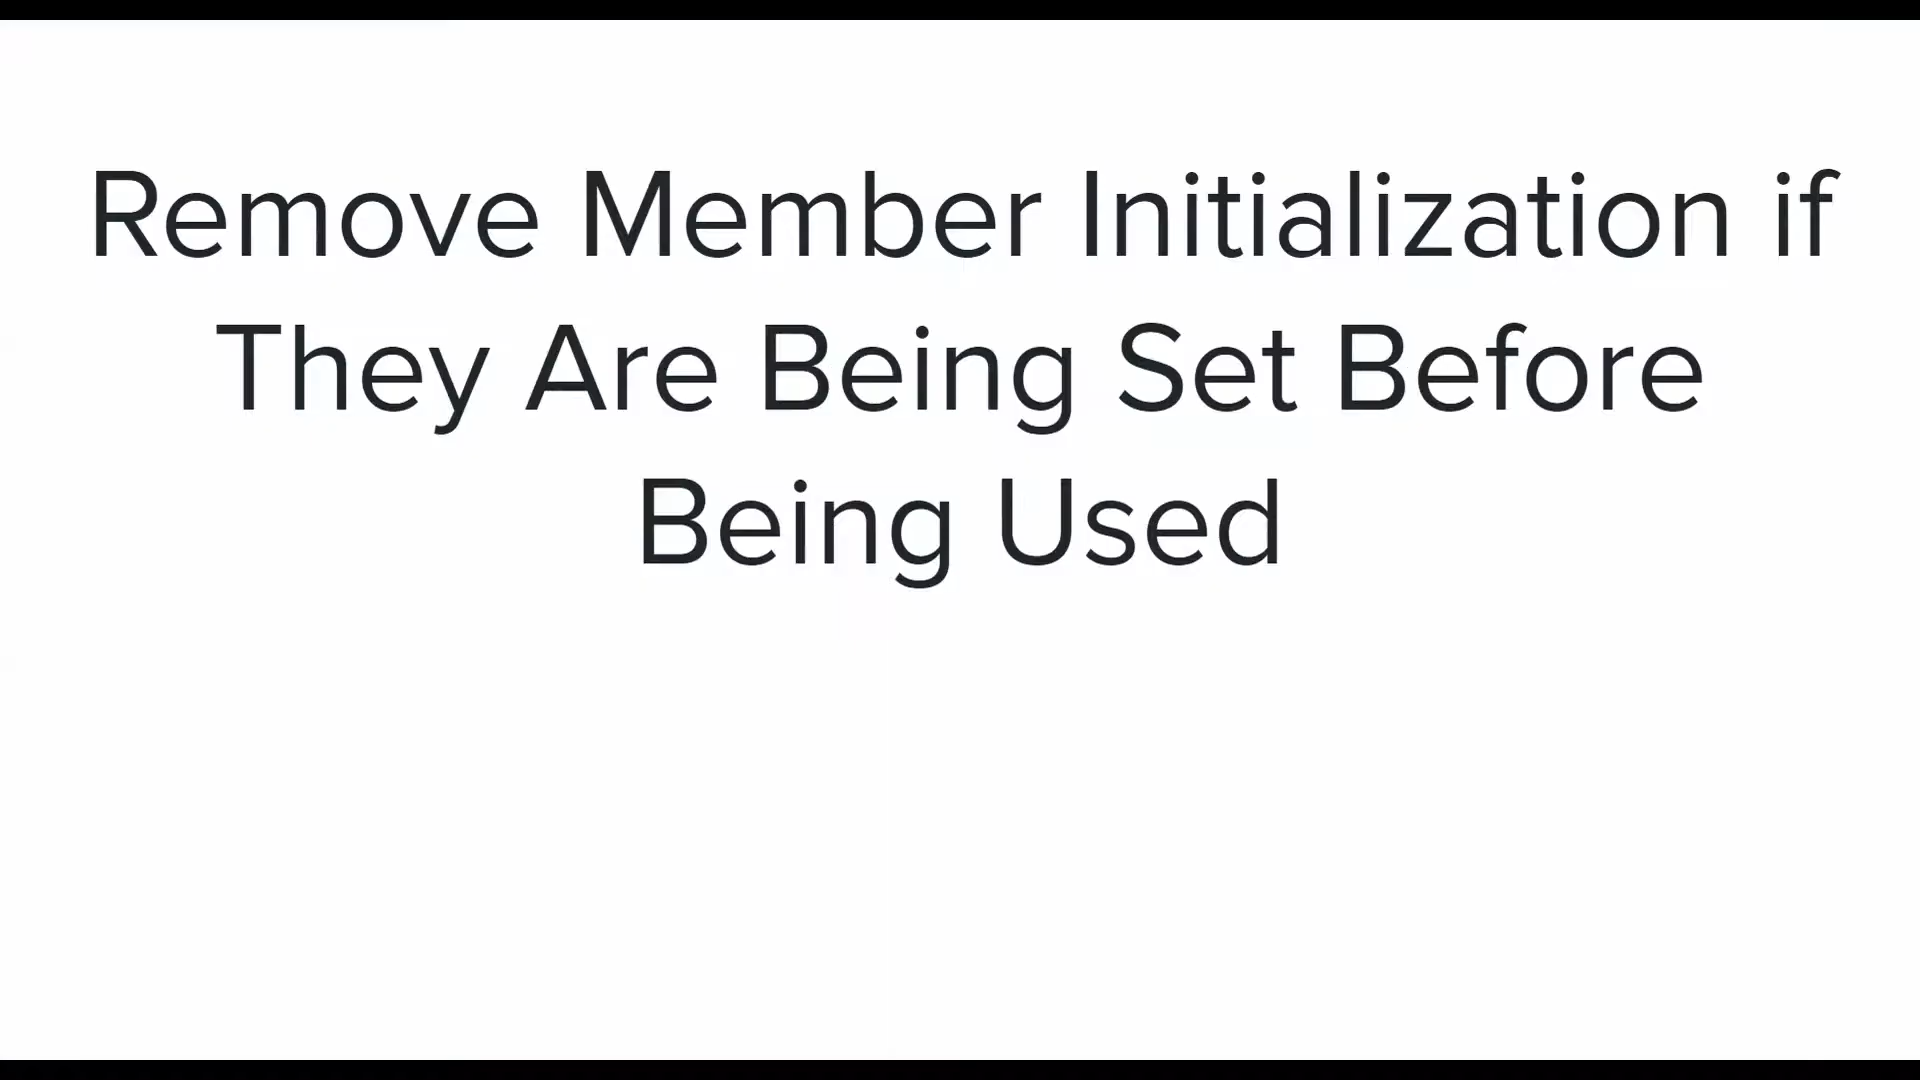 Remove Member Initialization if
They Are Being Set Before
Being Used